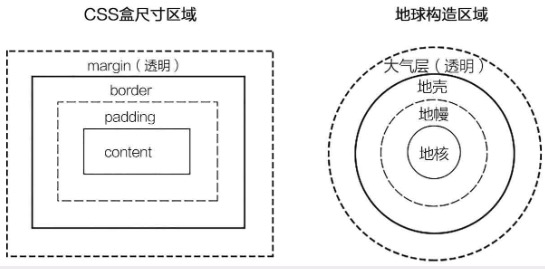 CSS盒尺寸区域
地球构造区域
margin（透明）
border
padding
content
大气层（透明）
地壳
地幔
地核